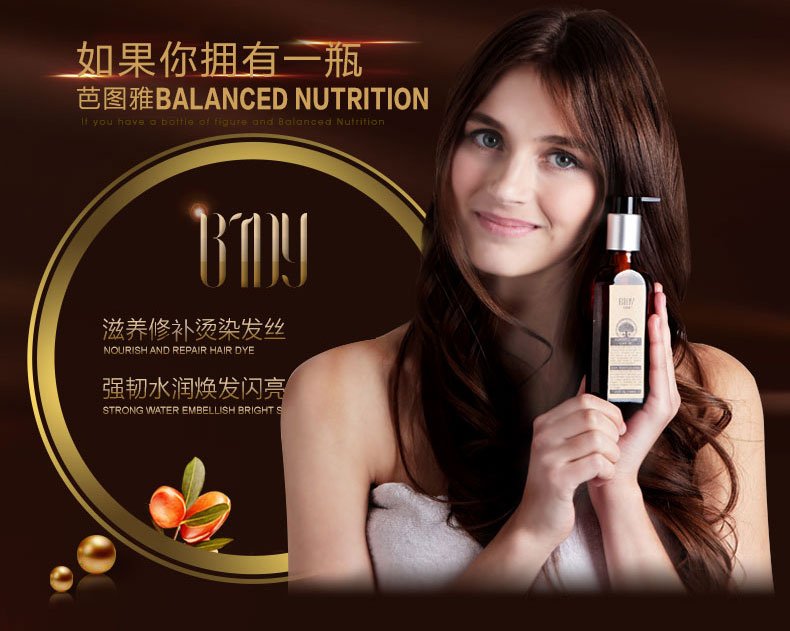 如果你拥有一瓶
芭图雅BALANCED NUTRITION
If you have a bottle of figure and Balanced Nutrition
滋养修补烫染发丝
NOURISH AND REPAIR HAIR DYE
强韧水润焕发闪亮
STRONG WATER EMBELLISH BRIGHT S